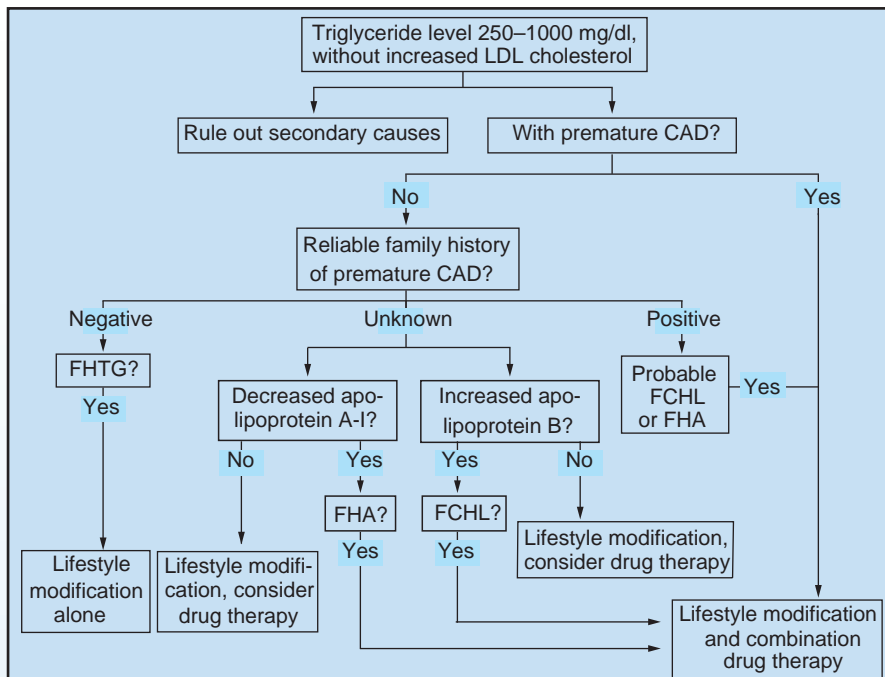 Triglyceride level 250–1000 mg/dl,
without increased LDL cholesterol
Rule out secondary causes
With premature CAD?
No
Yes
Reliable family history
of premature CAD?
Negative
Unknown
Positive
FHTG?
Decreased apo-
lipoprotein A-I?
Increased apo-
lipoprotein B?
Probable
FCHL
or FHA
Yes
Yes
No
Yes
Yes
No
FHA?
FCHL?
Lifestyle modification,
consider drug therapy
Yes
Yes
Lifestyle
modification
alone
Lifestyle modifi-
cation, consider
drug therapy
Lifestyle modification
and combination
drug therapy